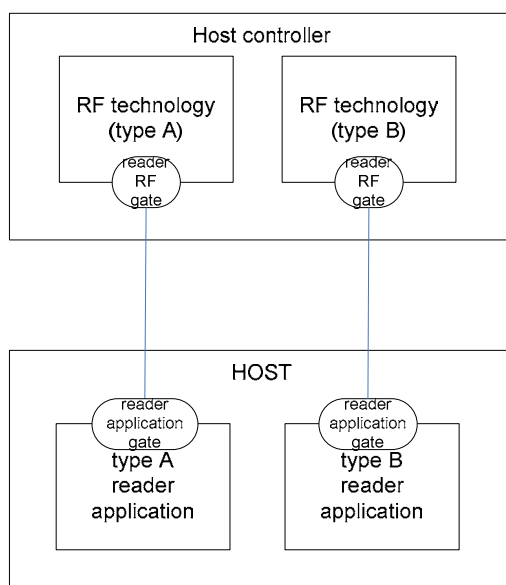 Host controller
RF technology
(type A)
RF technology
(type B)
reader
RF
gate
reader
RF
gate
HOST
reader
application
gate
reader
application
gate
type A
reader
application
type B
reader
application